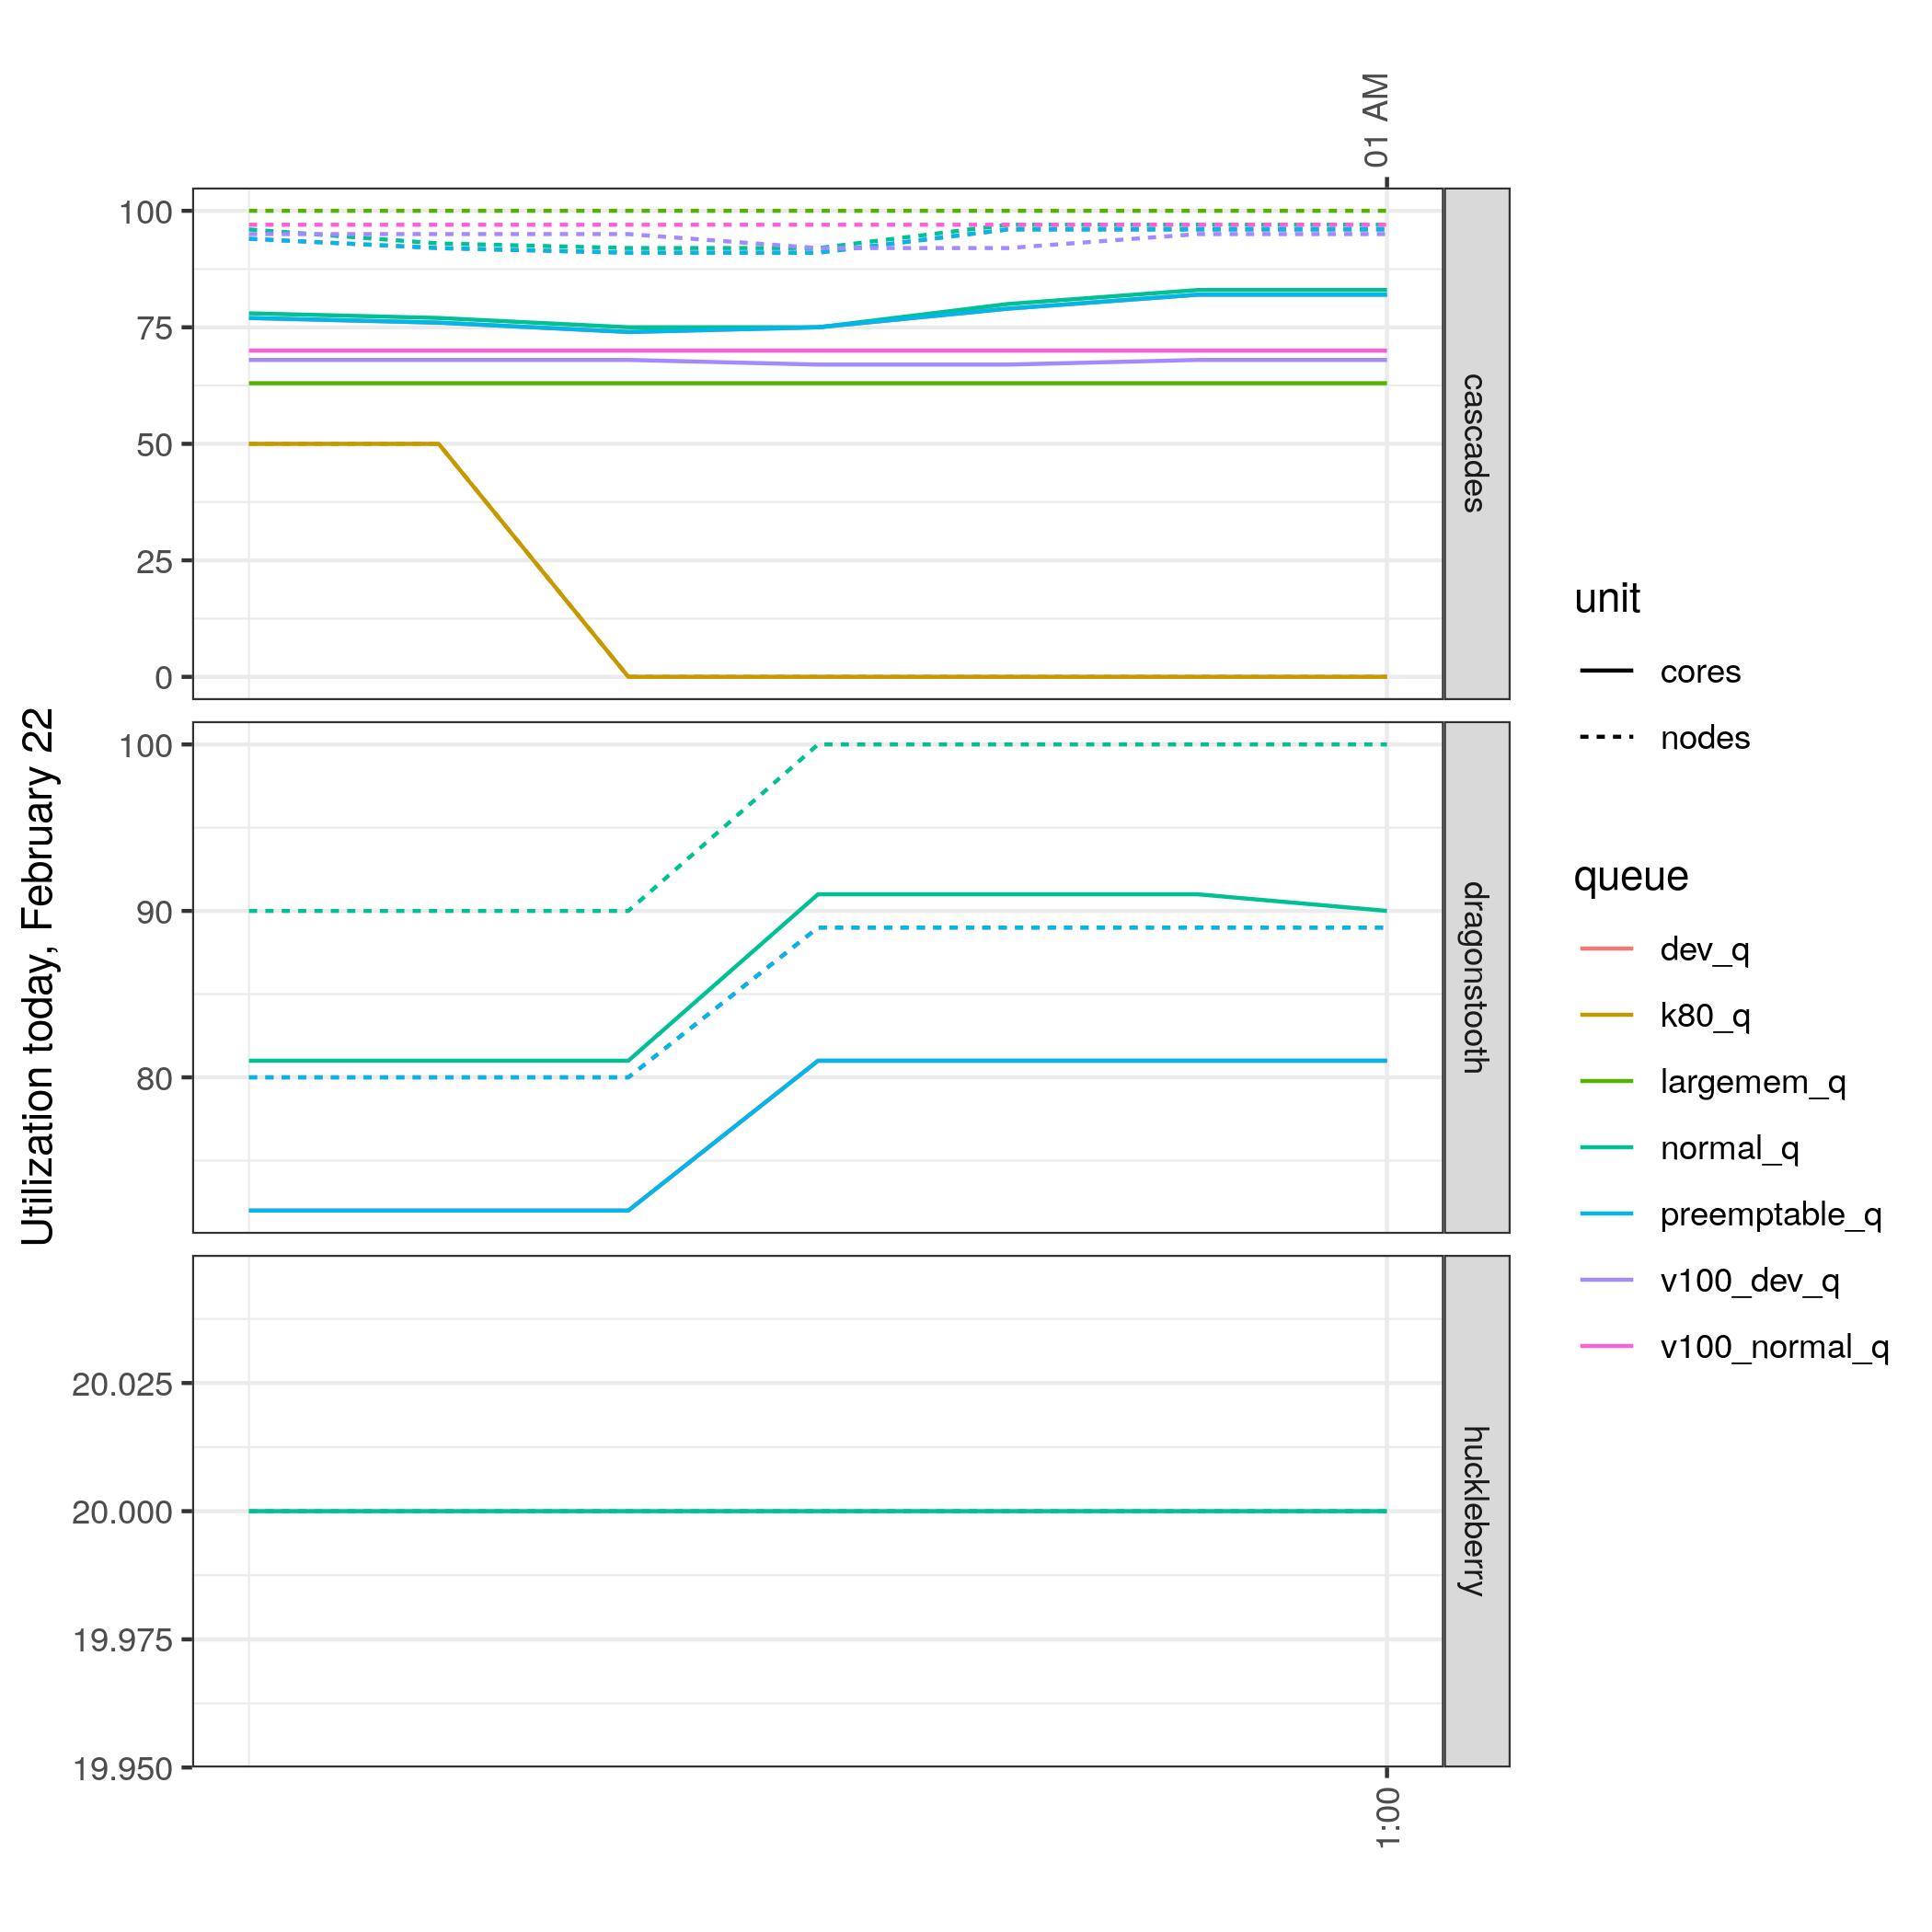 01 AM
Utilization today, February 22
100
75
50
25
0
cascades
100
90
80
dragonstooth
20.025
20.000
19.975
19.950
huckleberry
1:00
unit
cores
nodes
queue
dev_q
k80_q
largemem_q
normal_q
preemptable_q
v100_dev_q
v100_normal_q